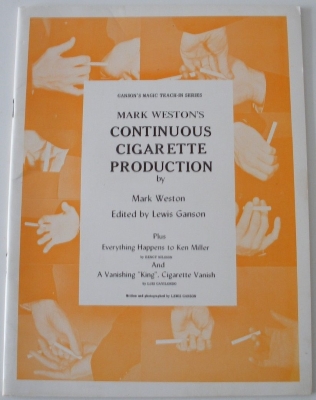 GANSON'S MAGIC TEACH-IN SERIES
MARK WESTON'S
CONTINUOUS
CIGARETTE
PRODUCTION
by
Mark Weston
Edited by Lewis Ganson
Plus
Everything Happens to Ken Miller
And
A Vanishing "King", Cigarette Vanish
Written and photographed by LEWIS GANSON